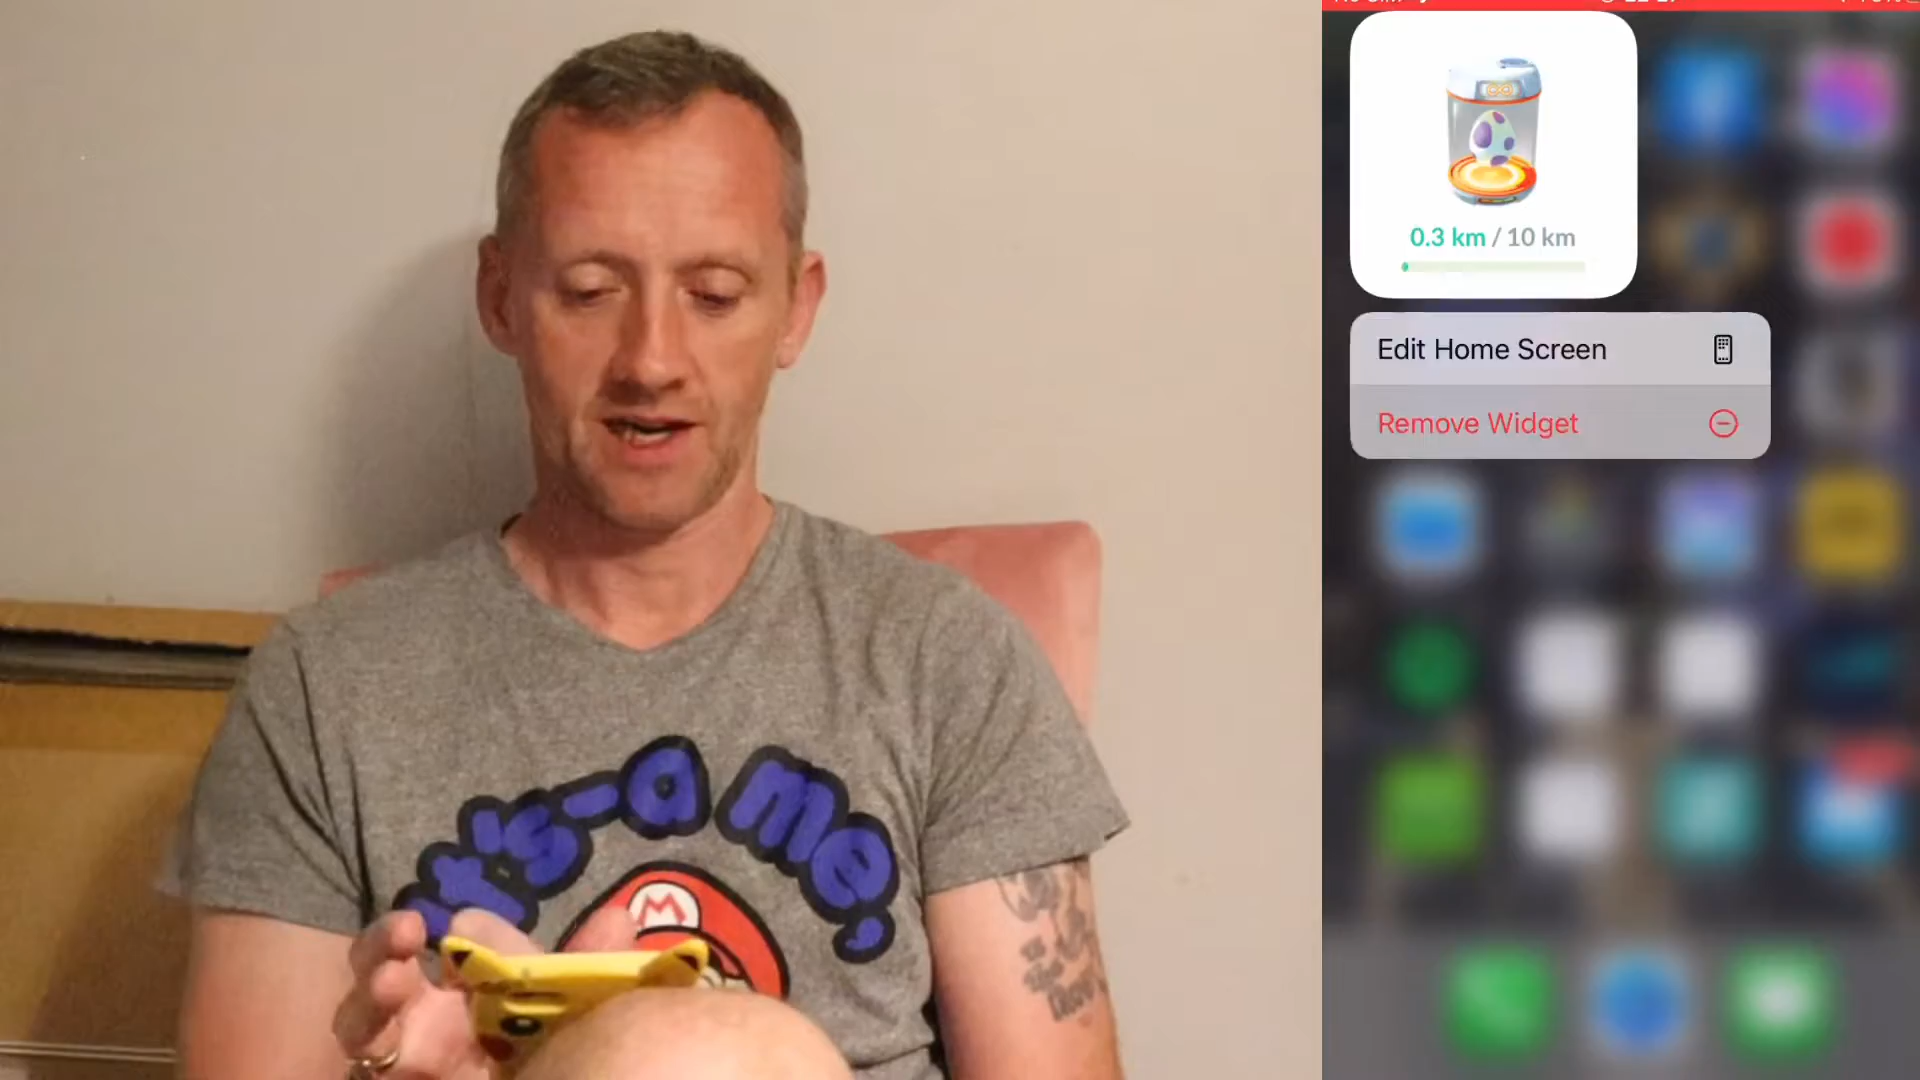 It's-a me,
M
0.3 km / 10 km
Edit Home Screen
Remove Widget